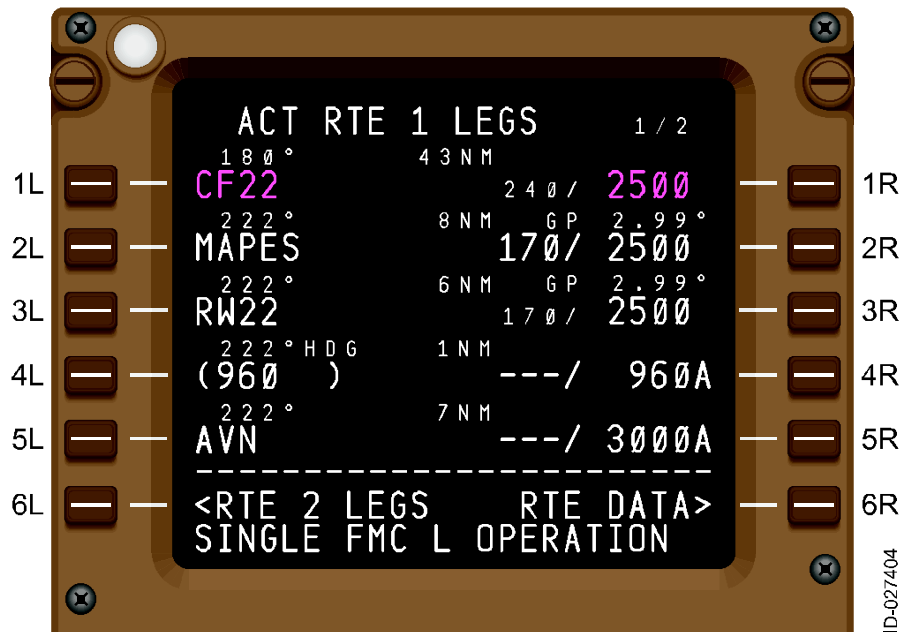 ACT RTE 1 LEGS 1/2
180° 43NM
1L CF22 240/ 2500 1R
222° 8NM GP 2.99°
2L MAPES 170/ 2500 2R
222° 6NM GP 2.99°
3L RW22 170/ 2500 3R
222°HDG 1NM
4L (960 ) ---/ 960A 4R
222° 7NM
5L AVN ---/ 3000A 5R
------------------------------
6L <RTE 2 LEGS RTE DATA> 6R
SINGLE FMC L OPERATION
ID-027404